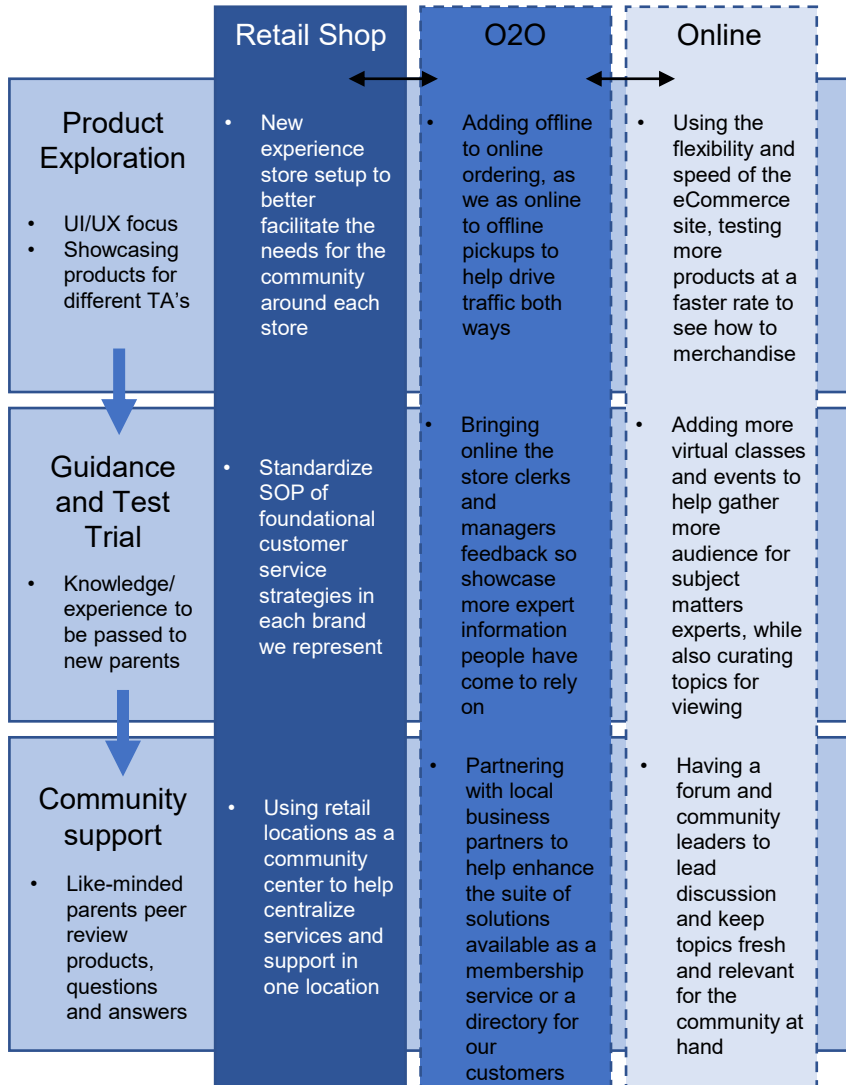 Retail Shop
O2O
Online
Product
Exploration
• UI/UX focus
• Showcasing
products for
different TA's
• New
experience
store setup to
better
facilitate the
needs for the
community
around each
store
• Adding offline
to online
ordering, as
we as online
to offline
pickups to
help drive
traffic both
ways
• Using the
flexibility and
speed of the
eCommerce
site, testing
more
products at a
faster rate to
see how to
merchandise
Guidance
and Test
Trial
• Knowledge/
experience to
be passed to
new parents
• Standardize
SOP of
foundational
customer
service
strategies in
each brand
we represent
• Bringing
online the
store clerks
and
managers
feedback so
showcase
more expert
information
people have
come to rely
on
• Adding more
virtual classes
and events to
help gather
more
audience for
subject
matters
experts, while
also curating
topics for
viewing
Community
support
• Like-minded
parents peer
review
products,
questions
and answers
• Using retail
locations as a
community
center to help
centralize
services and
support in
one location
• Partnering
with local
business
partners to
help enhance
the suite of
solutions
available as a
membership
service or a
directory for
our
customers
• Having a
forum and
community
leaders to
lead
discussion
and keep
topics fresh
and relevant
for the
community at
hand